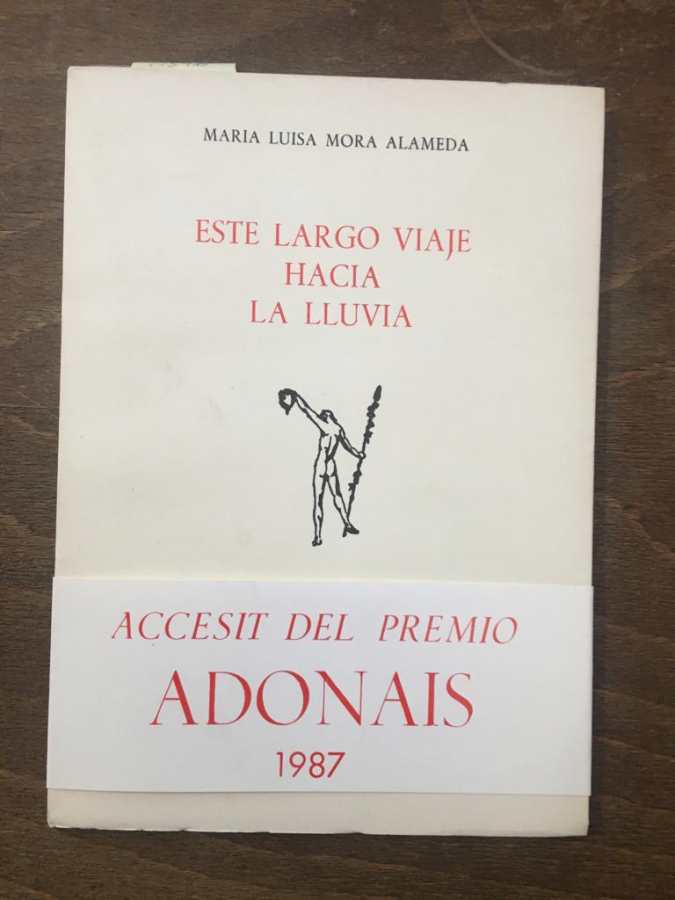 MARIA LUISA MORA ALAMEDA
ESTE LARGO VIAJE
HACIA
LA LLUVIA
ACCESIT DEL PREMIO
ADONAIS
1987